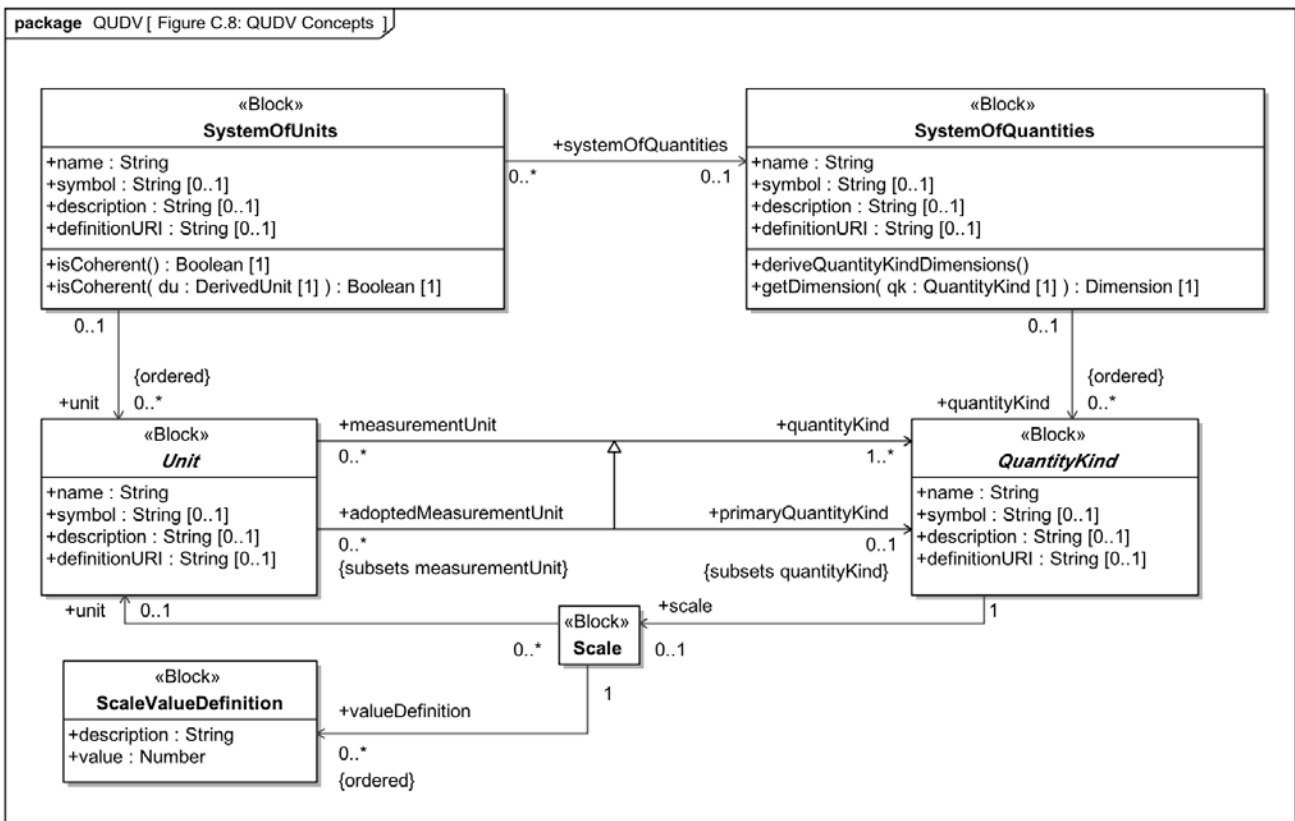 package QUDV [ Figure C.8: QUDV Concepts ]
«Block»
SystemOfUnits
+name : String
+symbol : String [0..1]
+description : String [0..1]
+definitionURI : String [0..1]
+isCoherent() : Boolean [1]
+isCoherent( du : DerivedUnit [1] ) : Boolean [1]
+systemOfQuantities
0..*
0..1
«Block»
SystemOfQuantities
+name : String
+symbol : String [0..1]
+description : String [0..1]
+definitionURI : String [0..1]
+deriveQuantityKindDimensions()
+getDimension( qk : QuantityKind [1] ) : Dimension [1]
0..1
{ordered}
+unit
0..*
0..1
{ordered}
+quantityKind
0..*
«Block»
Unit
+name : String
+symbol : String [0..1]
+description : String [0..1]
+definitionURI : String [0..1]
+measurementUnit
0..*
+quantityKind
1..*
+adoptedMeasurementUnit
0..*
{subsets measurementUnit}
+primaryQuantityKind
0..1
{subsets quantityKind}
«Block»
QuantityKind
+name : String
+symbol : String [0..1]
+description : String [0..1]
+definitionURI : String [0..1]
+unit
0..1
0..*
«Block»
Scale
+scale
0..1
1
1
«Block»
ScaleValueDefinition
+description : String
+value : Number
+valueDefinition
0..*
{ordered}